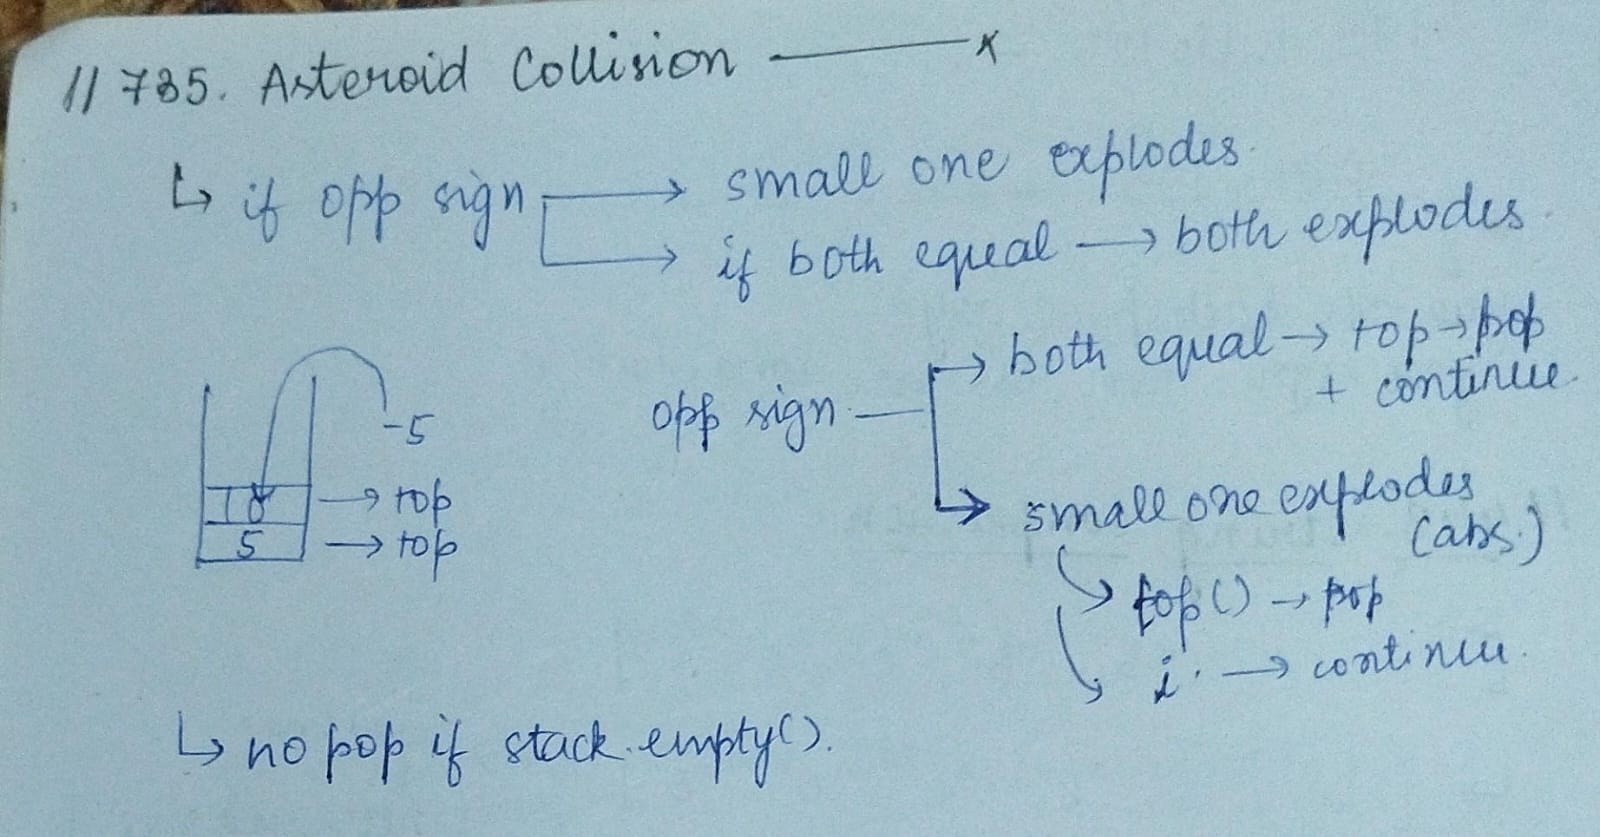 // 735. Asteroid Collision ———x
↳ if opp sign → small one explodes.
→ if both equal → both explodes.
opp sign → both equal → top → pop
+ continue.
-5
10 → top
5 → top
→ small one explodes
(abs.)
top() → pop
i → continue.
↳ no pop if stack.empty().